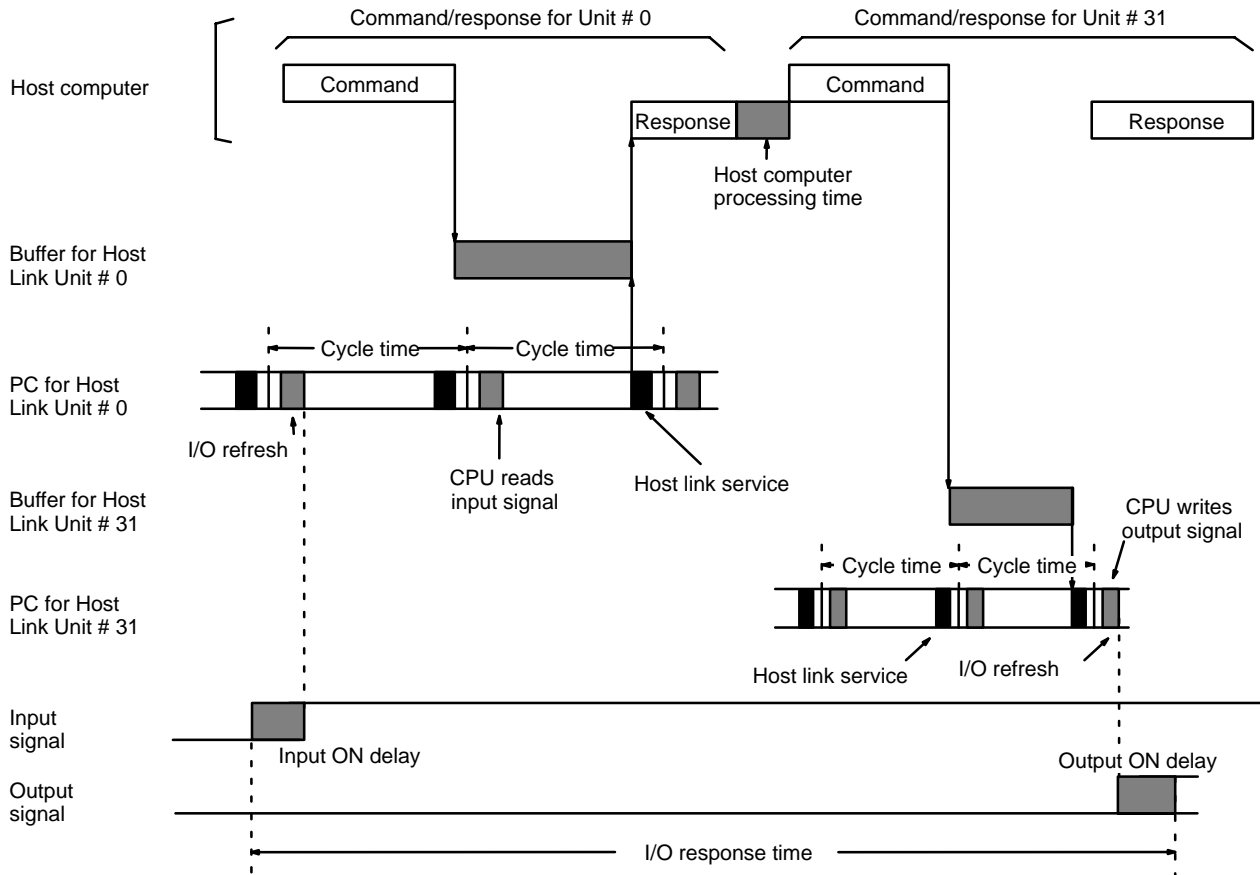 Command/response for Unit # 0
Command/response for Unit # 31
Host computer
Command
Command
Response
Response
Host computer
processing time
Buffer for Host
Link Unit # 0
Cycle time
Cycle time
PC for Host
Link Unit # 0
I/O refresh
CPU reads
input signal
Host link service
Buffer for Host
Link Unit # 31
CPU writes
output signal
Cycle time
Cycle time
PC for Host
Link Unit # 31
Host link service
I/O refresh
Input
signal
Input ON delay
Output ON delay
Output
signal
I/O response time